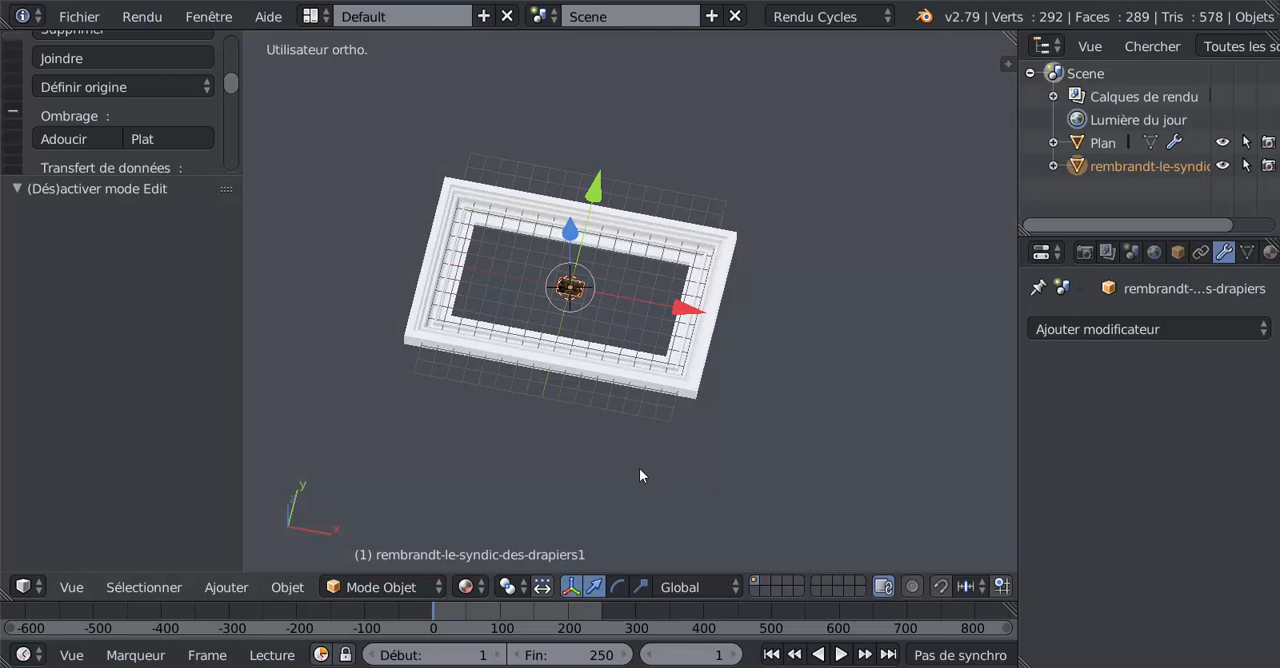 Fichier Rendu Fenêtre Aide Default Scene Rendu Cycles v2.79 | Verts : 292 | Faces : 289 | Tris : 578 | Objets
Supprimer
Joindre
Définir origine
Ombrage :
Adoucir Plat
Transfert de données :
(Dés)activer mode Edit
Utilisateur ortho.
y
x
(1) rembrandt-le-syndic-des-drapiers1
Vue Chercher Toutes les sc
Scene
Calques de rendu
Lumière du jour
Plan
rembrandt-le-syndic
rembrandt-...s-drapiers
Ajouter modificateur
Vue Sélectionner Ajouter Objet Mode Objet Global
-600 -500 -400 -300 -200 -100 0 100 200 300 400 500 600 700 800
Vue Marqueur Frame Lecture Début: 1 Fin: 250 1 Pas de synchro